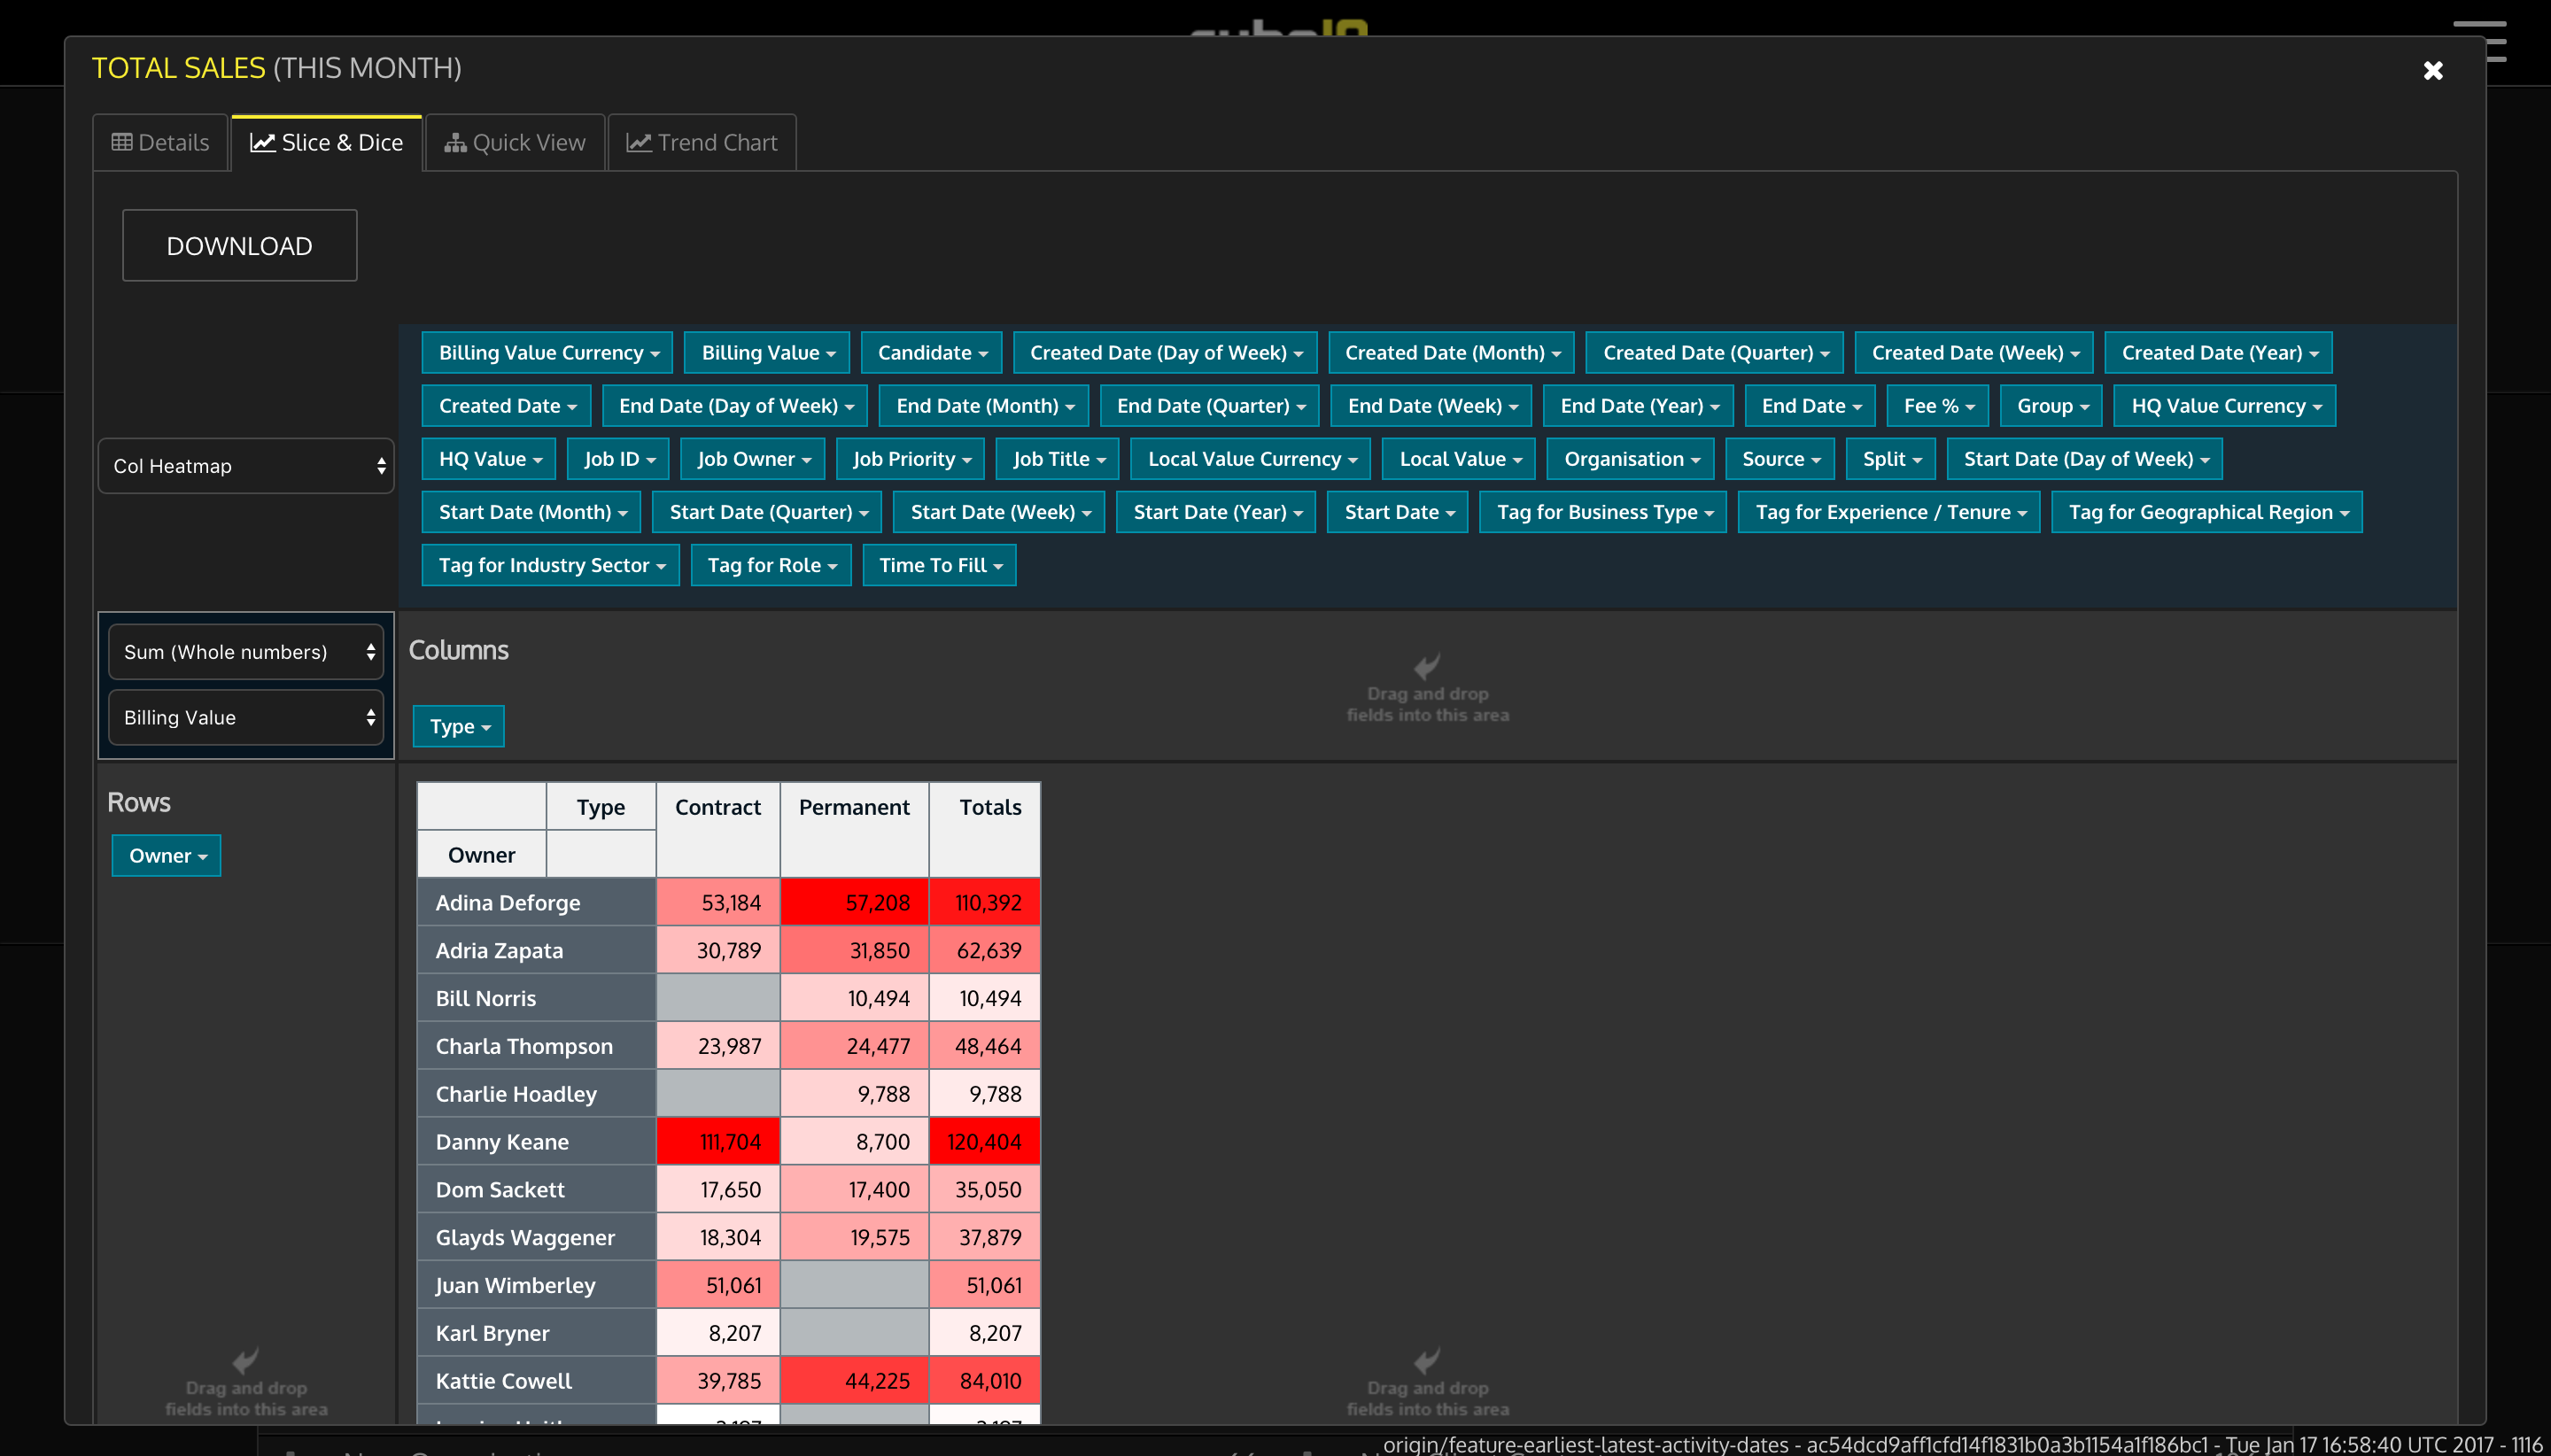 TOTAL SALES (THIS MONTH)
Details Slice & Dice Quick View Trend Chart
DOWNLOAD
Billing Value Currency Billing Value Candidate Created Date (Day of Week) Created Date (Month) Created Date (Quarter) Created Date (Week) Created Date (Year)
Created Date End Date (Day of Week) End Date (Month) End Date (Quarter) End Date (Week) End Date (Year) End Date Fee % Group HQ Value Currency
Col Heatmap
HQ Value Job ID Job Owner Job Priority Job Title Local Value Currency Local Value Organisation Source Split Start Date (Day of Week)
Start Date (Month) Start Date (Quarter) Start Date (Week) Start Date (Year) Start Date Tag for Business Type Tag for Experience / Tenure Tag for Geographical Region
Tag for Industry Sector Tag for Role Time To Fill
Sum (Whole numbers)
Billing Value
Columns
Drag and drop
fields into this area
Type
Rows
Owner
Type Contract Permanent Totals
Owner
Adina Deforge 53,184 57,208 110,392
Adria Zapata 30,789 31,850 62,639
Bill Norris 10,494 10,494
Charla Thompson 23,987 24,477 48,464
Charlie Hoadley 9,788 9,788
Danny Keane 111,704 8,700 120,404
Dom Sackett 17,650 17,400 35,050
Glayds Waggener 18,304 19,575 37,879
Juan Wimberley 51,061 51,061
Karl Bryner 8,207 8,207
Kattie Cowell 39,785 44,225 84,010
Drag and drop
fields into this area
Drag and drop
fields into this area
origin/feature-earliest-latest-activity-dates - ac54dcd9aff1cfd14f1831b0a3b1154a1f186bc1 - Tue Jan 17 16:58:40 UTC 2017 - 1116